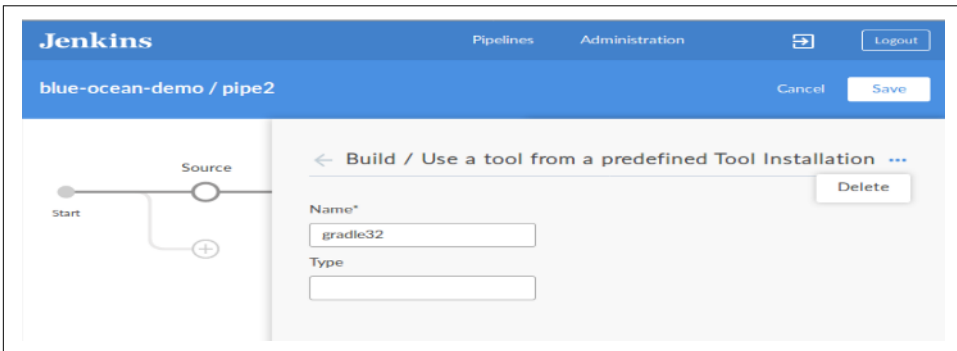 Jenkins
Pipelines
Administration
Logout
blue-ocean-demo / pipe2
Cancel
Save
Source
Start
Build / Use a tool from a predefined Tool Installation
Delete
Name*
gradle32
Type